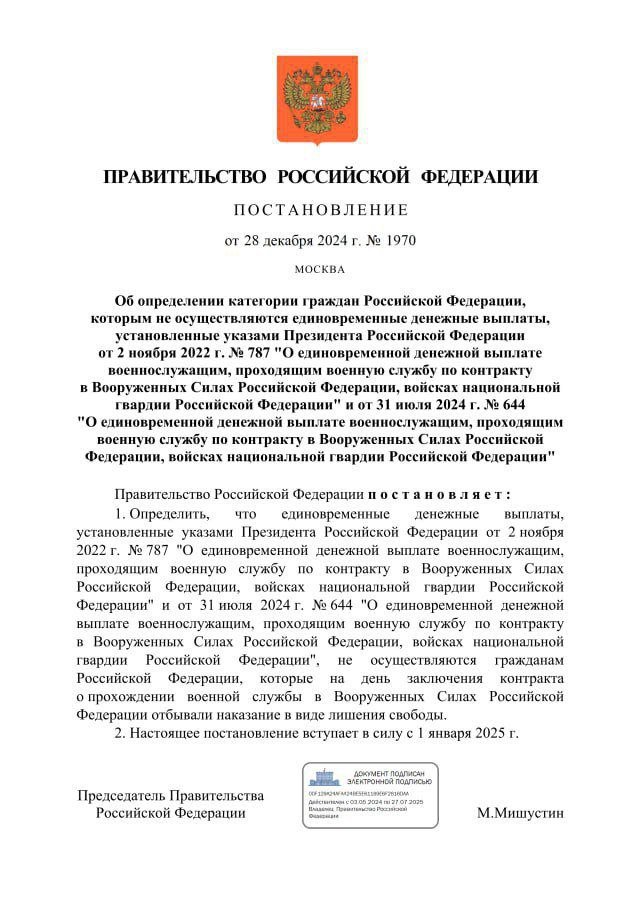 ПРАВИТЕЛЬСТВО РОССИЙСКОЙ ФЕДЕРАЦИИ
ПОСТАНОВЛЕНИЕ
от 28 декабря 2024 г. № 1970
МОСКВА
Об определении категории граждан Российской Федерации,
которым не осуществляются единовременные денежные выплаты,
установленные указами Президента Российской Федерации
от 2 ноября 2022 г. № 787 "О единовременной денежной выплате
военнослужащим, проходящим военную службу по контракту
в Вооруженных Силах Российской Федерации, войсках национальной
гвардии Российской Федерации" и от 31 июля 2024 г. № 644
"О единовременной денежной выплате военнослужащим, проходящим
военную службу по контракту в Вооруженных Силах Российской
Федерации, войсках национальной гвардии Российской Федерации"
Правительство Российской Федерации постановляет:
1. Определить, что единовременные денежные выплаты,
установленные указами Президента Российской Федерации от 2 ноября
2022 г. № 787 "О единовременной денежной выплате военнослужащим,
проходящим военную службу по контракту в Вооруженных Силах
Российской Федерации, войсках национальной гвардии Российской
Федерации" и от 31 июля 2024 г. № 644 "О единовременной денежной
выплате военнослужащим, проходящим военную службу по контракту
в Вооруженных Силах Российской Федерации, войсках национальной
гвардии Российской Федерации", не осуществляются гражданам
Российской Федерации, которые на день заключения контракта
о прохождении военной службы в Вооруженных Силах Российской
Федерации отбывали наказание в виде лишения свободы.
2. Настоящее постановление вступает в силу с 1 января 2025 г.
Председатель Правительства
Российской Федерации
ДОКУМЕНТ ПОДПИСАН
ЭЛЕКТРОННОЙ ПОДПИСЬЮ
Действителен с 03.05.2024 по 27.07.2025
Владелец: Правительство Российской
Федерации
М.Мишустин